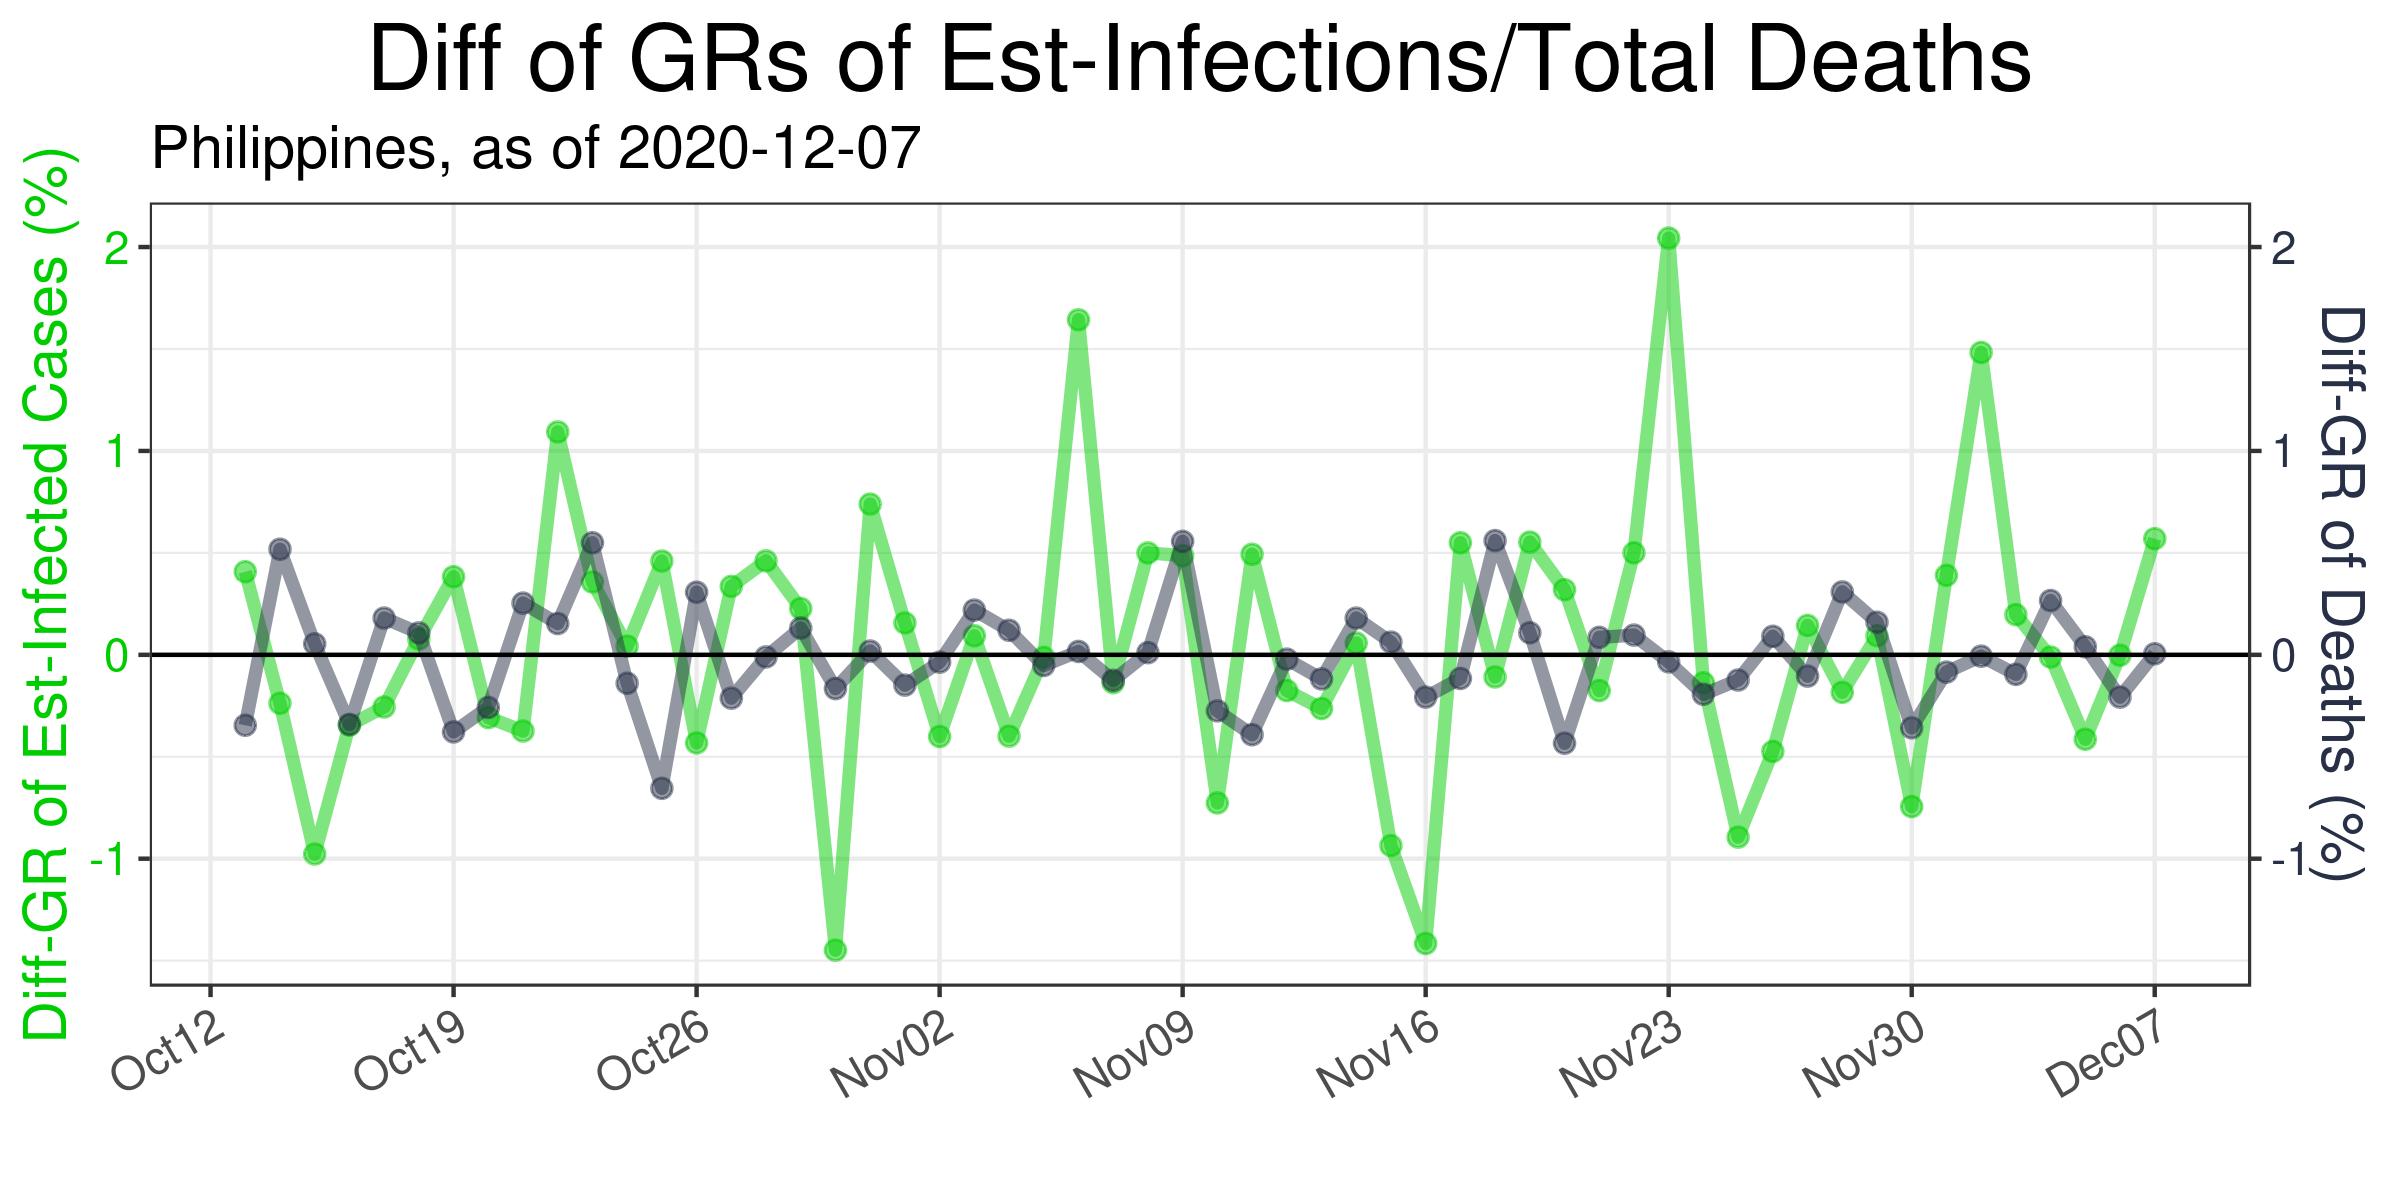 Diff of GRs of Est-Infections/Total Deaths
Philippines, as of 2020-12-07
Diff-GR of Est-Infected Cases (%)
2
1
0
-1
2
1
0
-1
Diff-GR of Deaths (%)
Oct12
Oct19
Oct26
Nov02
Nov09
Nov16
Nov23
Nov30
Dec07